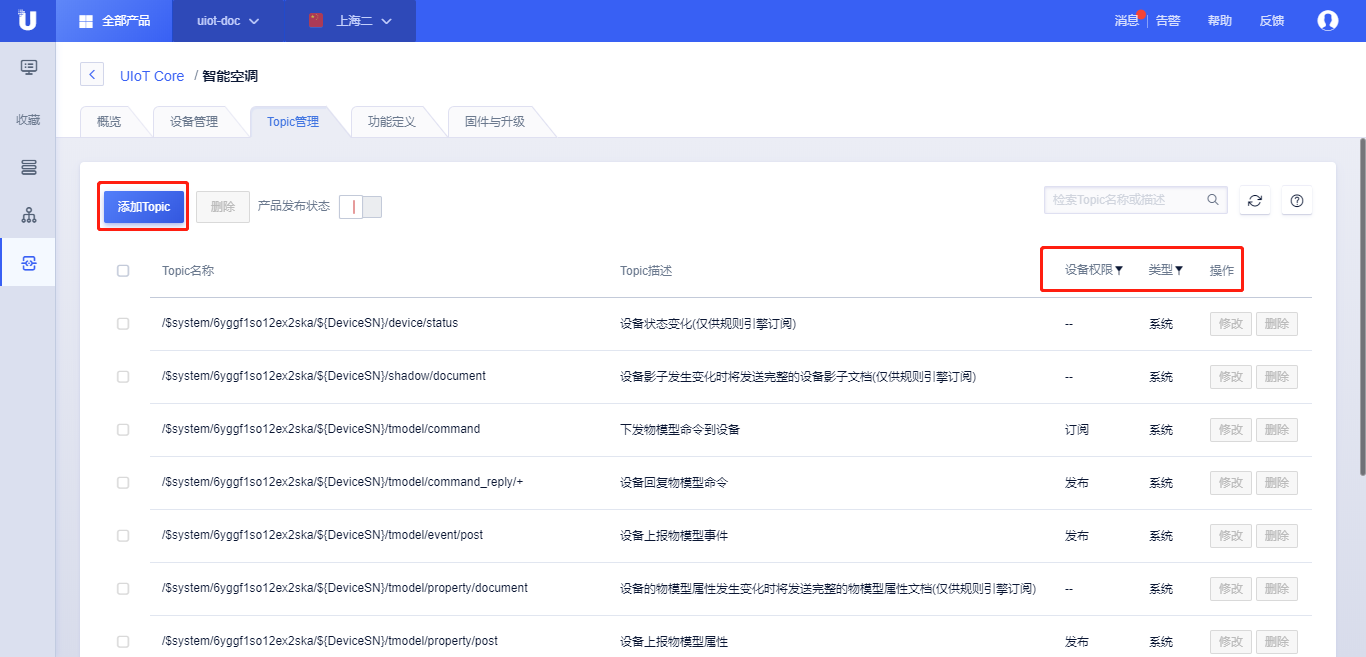 U 全部产品 uiot-doc 上海二 消息 告警 帮助 反馈
UIoT Core / 智能空调
收藏 概览 设备管理 Topic管理 功能定义 固件与升级
添加Topic 删除 产品发布状态 检索Topic名称或描述
Topic名称 Topic描述 设备权限 类型 操作
/$system/6yggf1so12ex2ska/${DeviceSN}/device/status 设备状态变化(仅供规则引擎订阅) -- 系统 修改 删除
/$system/6yggf1so12ex2ska/${DeviceSN}/shadow/document 设备影子发生变化时将发送完整的设备影子文档(仅供规则引擎订阅) -- 系统 修改 删除
/$system/6yggf1so12ex2ska/${DeviceSN}/tmodel/command 下发物模型命令到设备 订阅 系统 修改 删除
/$system/6yggf1so12ex2ska/${DeviceSN}/tmodel/command_reply/+ 设备回复物模型命令 发布 系统 修改 删除
/$system/6yggf1so12ex2ska/${DeviceSN}/tmodel/event/post 设备上报物模型事件 发布 系统 修改 删除
/$system/6yggf1so12ex2ska/${DeviceSN}/tmodel/property/document 设备的物模型属性发生变化时将发送完整的物模型属性文档(仅供规则引擎订阅) -- 系统 修改 删除
/$system/6yggf1so12ex2ska/${DeviceSN}/tmodel/property/post 设备上报物模型属性 发布 系统 修改 删除